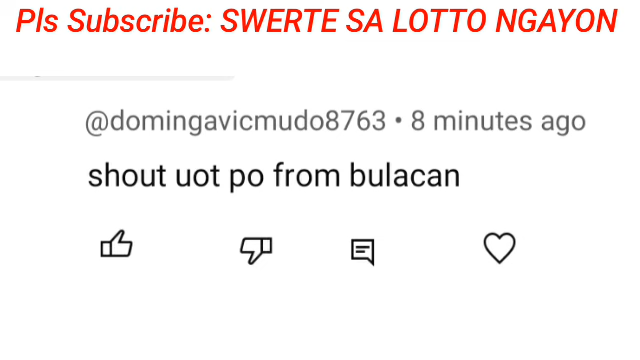 Pls Subscribe: SWERTE SA LOTTO NGAYON
@domingavicmudo8763 • 8 minutes ago
shout uot po from bulacan